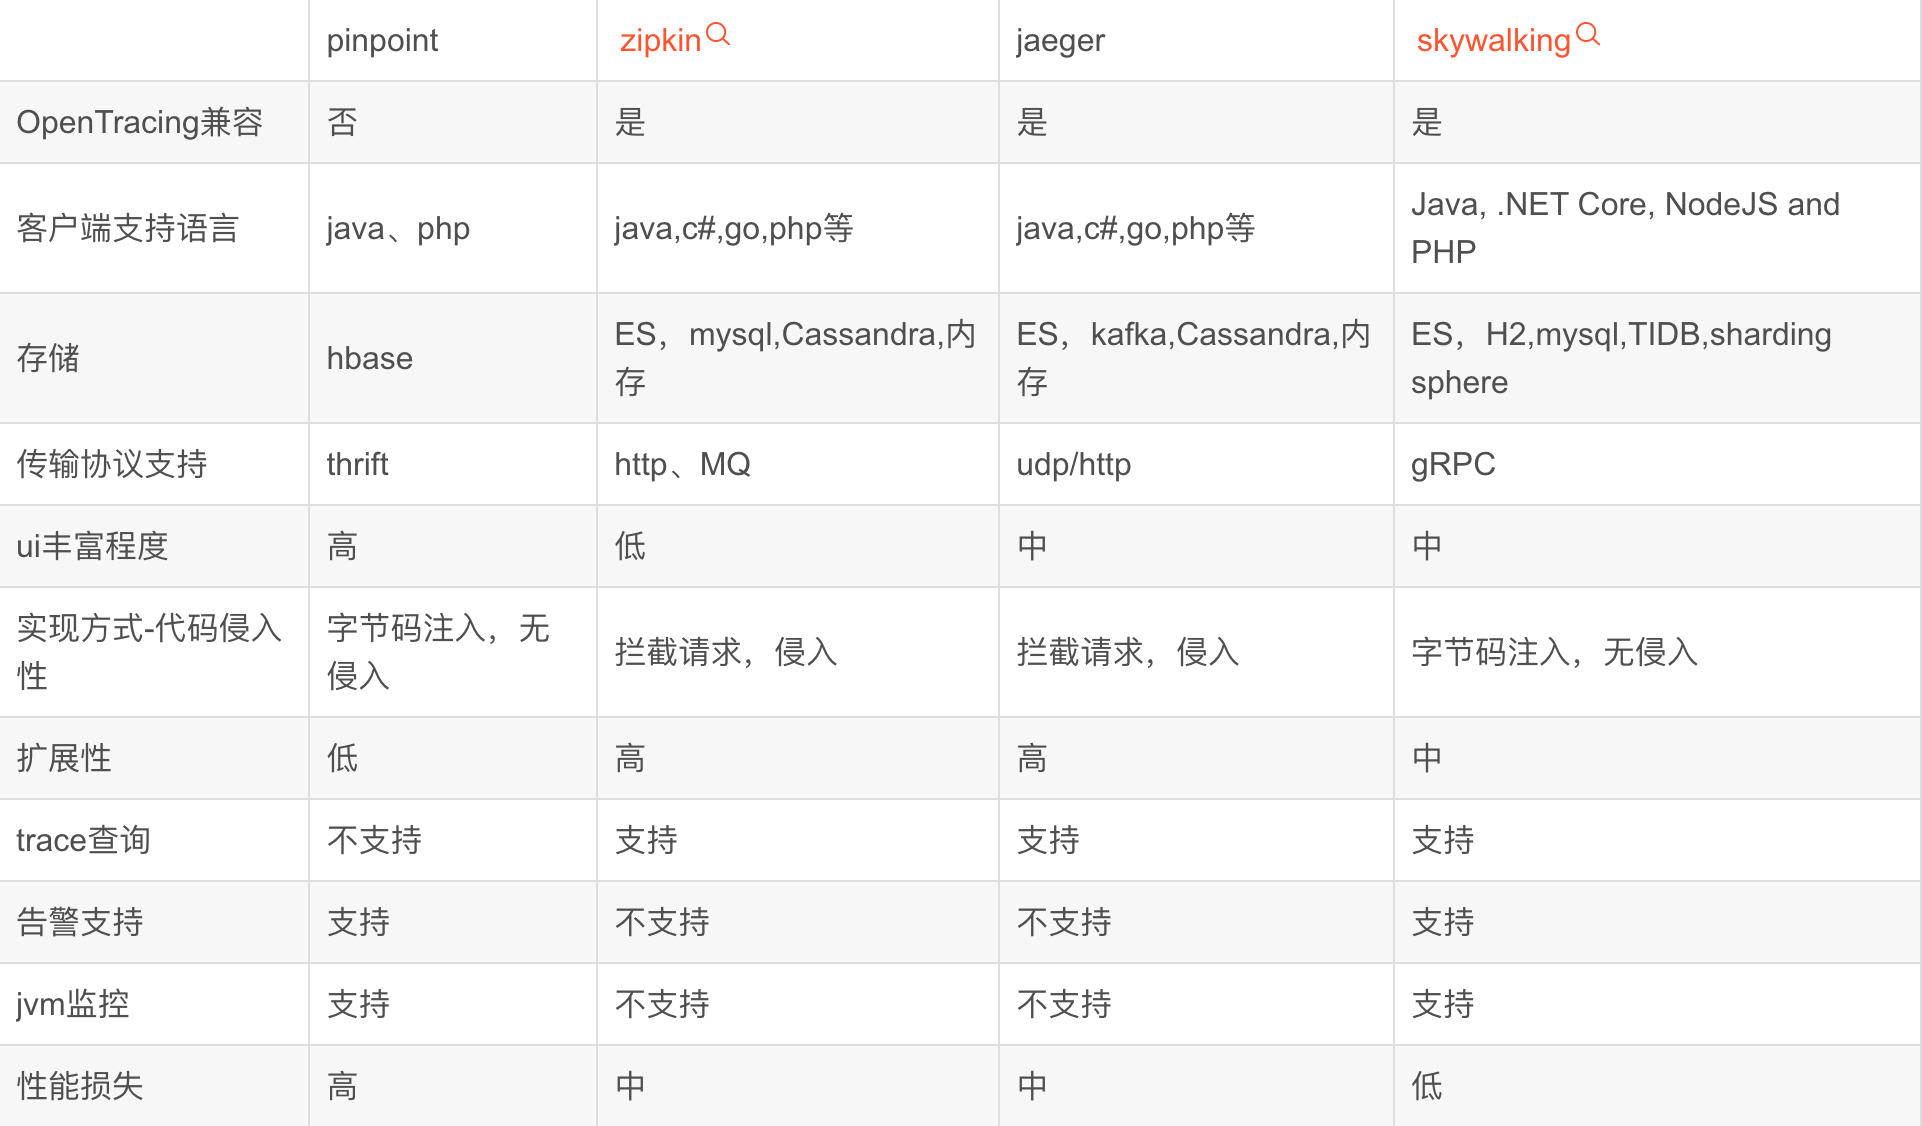 pinpoint zipkin jaeger skywalking
OpenTracing兼容 否 是 是 是
客户端支持语言 java、php java,c#,go,php等 java,c#,go,php等 Java, .NET Core, NodeJS and
PHP
存储 hbase ES，mysql,Cassandra,内
存 ES，kafka,Cassandra,内
存 ES，H2,mysql,TIDB,sharding
sphere
传输协议支持 thrift http、MQ udp/http gRPC
ui丰富程度 高 低 中 中
实现方式-代码侵入
性 字节码注入，无
侵入 拦截请求，侵入 拦截请求，侵入 字节码注入，无侵入
扩展性 低 高 高 中
trace查询 不支持 支持 支持 支持
告警支持 支持 不支持 不支持 支持
jvm监控 支持 不支持 不支持 支持
性能损失 高 中 中 低